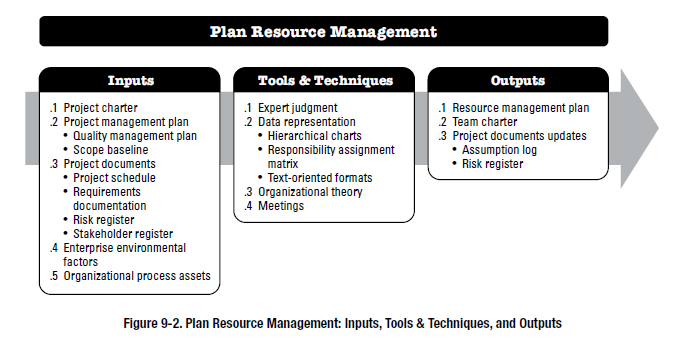 Plan Resource Management
Inputs
.1 Project charter
.2 Project management plan
• Quality management plan
• Scope baseline
.3 Project documents
• Project schedule
• Requirements
documentation
• Risk register
• Stakeholder register
.4 Enterprise environmental
factors
.5 Organizational process assets
Tools & Techniques
.1 Expert judgment
.2 Data representation
• Hierarchical charts
• Responsibility assignment
matrix
• Text-oriented formats
.3 Organizational theory
.4 Meetings
Outputs
.1 Resource management plan
.2 Team charter
.3 Project documents updates
• Assumption log
• Risk register
Figure 9-2. Plan Resource Management: Inputs, Tools & Techniques, and Outputs